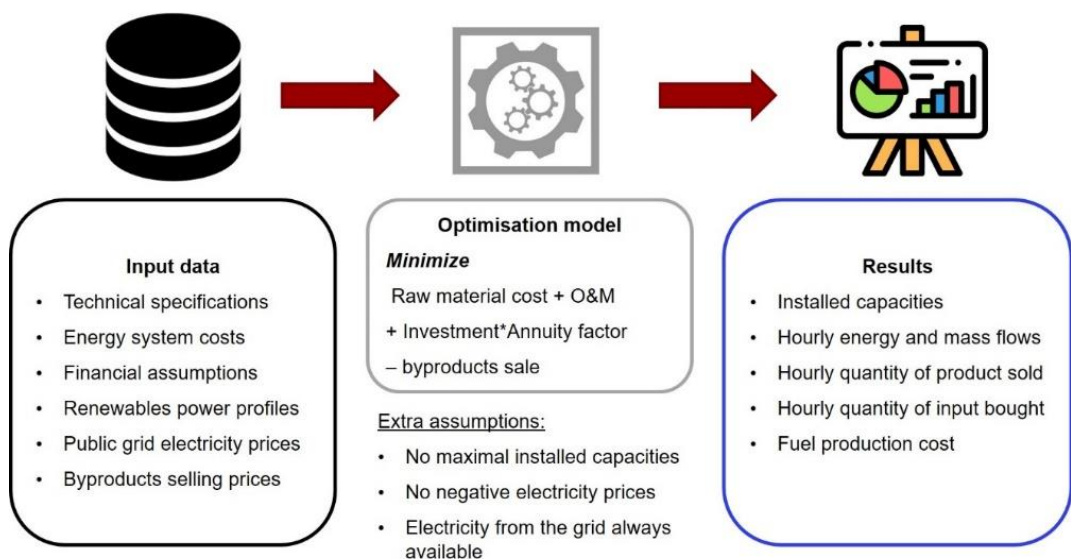 Input data
• Technical specifications
• Energy system costs
• Financial assumptions
• Renewables power profiles
• Public grid electricity prices
• Byproducts selling prices
Optimisation model
Minimize
Raw material cost + O&M
+ Investment*Annuity factor
– byproducts sale
Extra assumptions:
• No maximal installed capacities
• No negative electricity prices
• Electricity from the grid always
available
Results
• Installed capacities
• Hourly energy and mass flows
• Hourly quantity of product sold
• Hourly quantity of input bought
• Fuel production cost